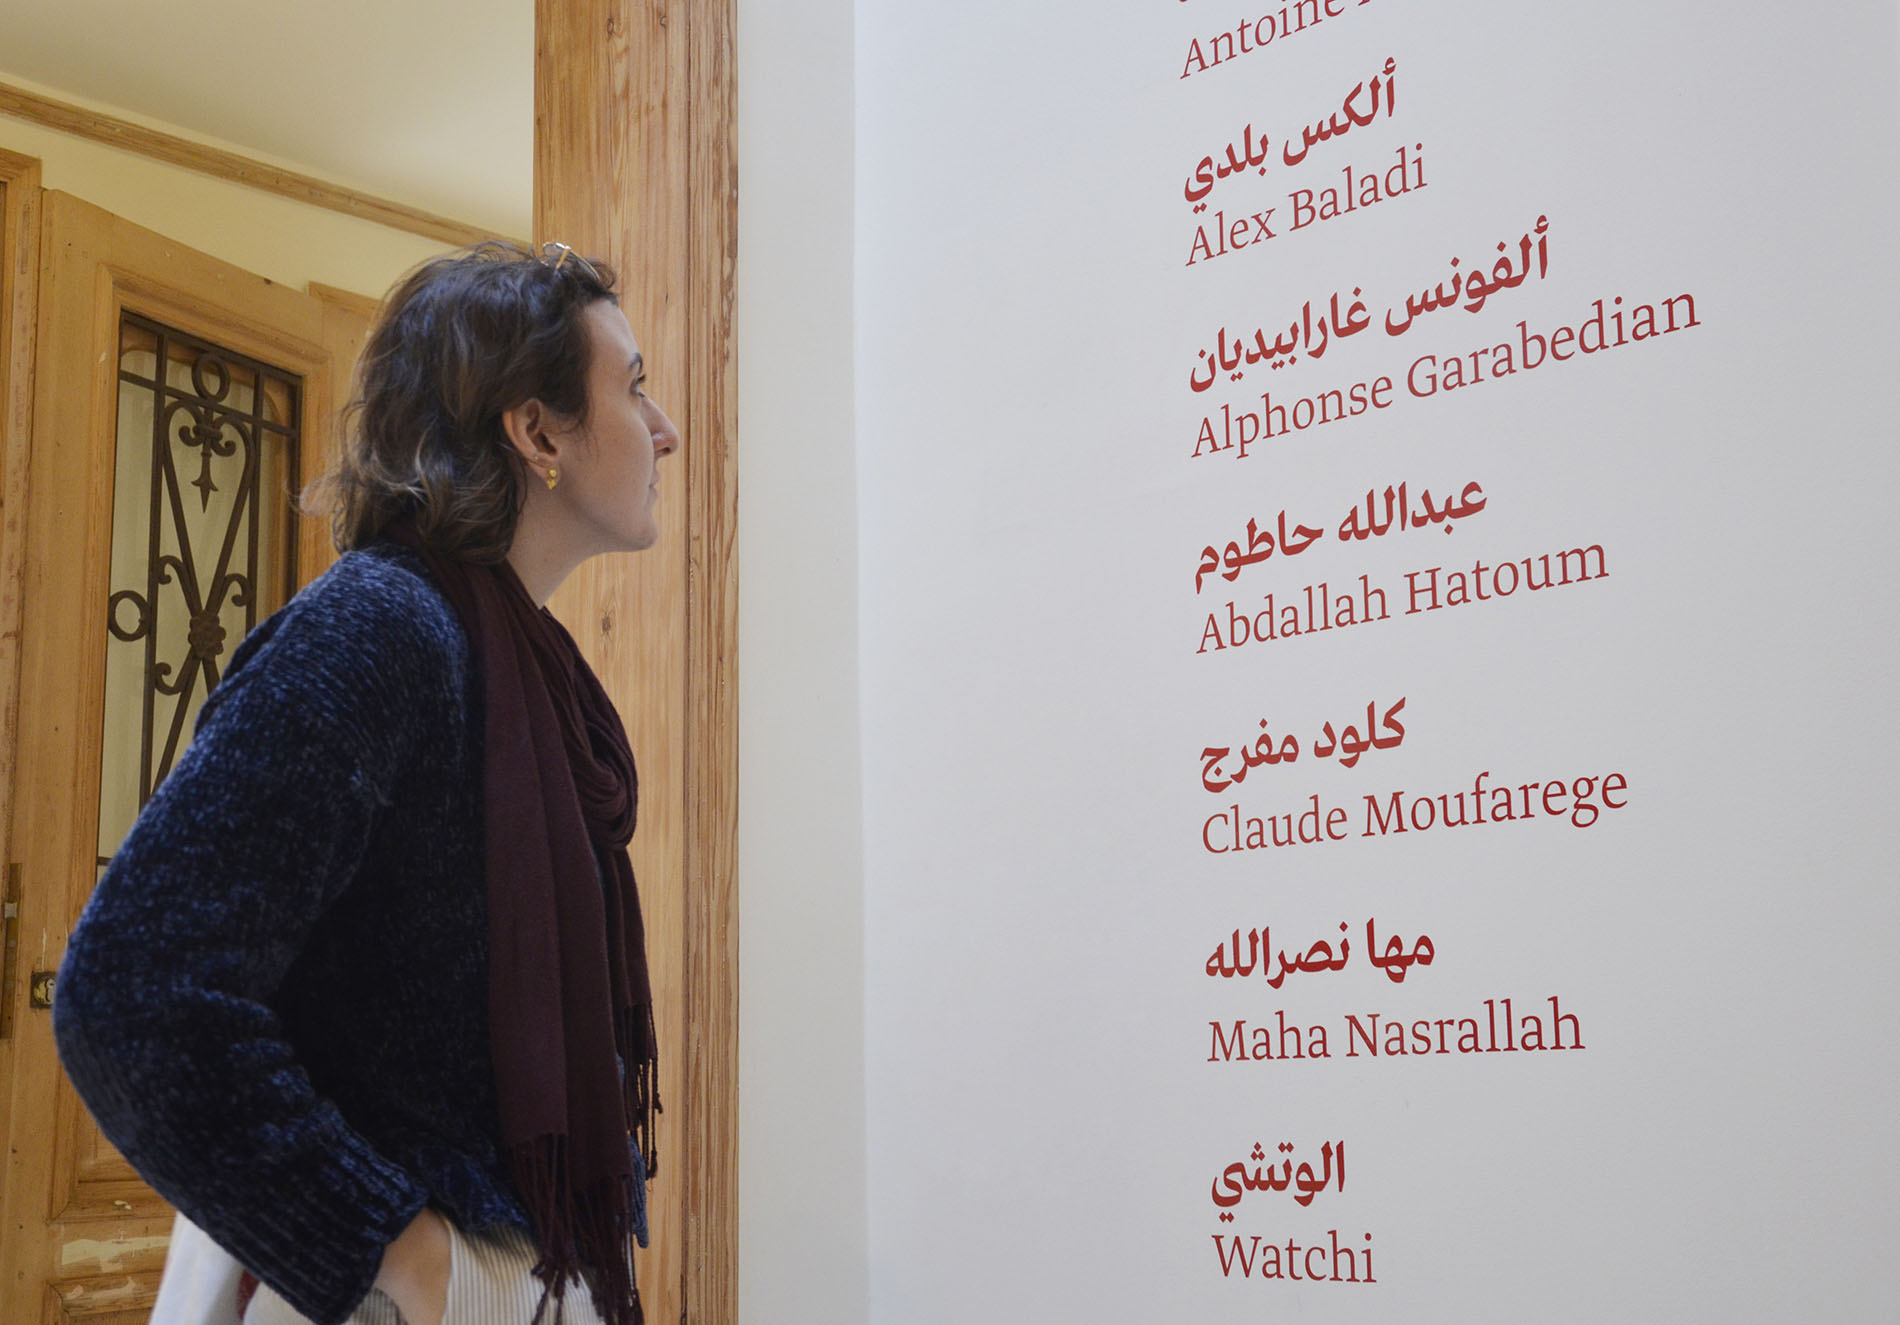 Antoine
ألكس بلدي
Alex Baladi
ألفونس غارابيديان
Alphonse Garabedian
عبدالله حاطوم
Abdallah Hatoum
كلود مفرج
Claude Moufarege
مها نصرالله
Maha Nasrallah
الوتشي
Watchi